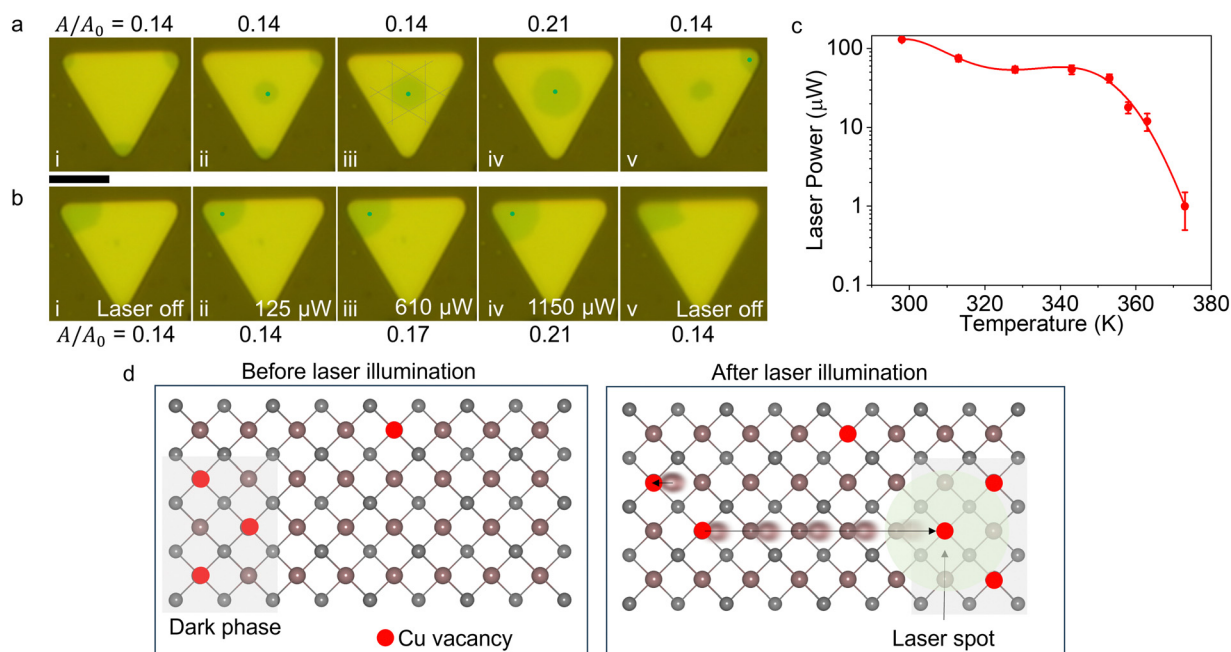 a
A/A₀ = 0.14
0.14
0.14
0.21
0.14
i
ii
iii
iv
v
b
i Laser off
ii 125 μW
iii 610 μW
iv 1150 μW
v Laser off
A/A₀ = 0.14
0.14
0.17
0.21
0.14
c
Laser Power (μW)
100
10
1
0.1
300 320 340 360 380
Temperature (K)
d
Before laser illumination
Dark phase
Cu vacancy
After laser illumination
Laser spot